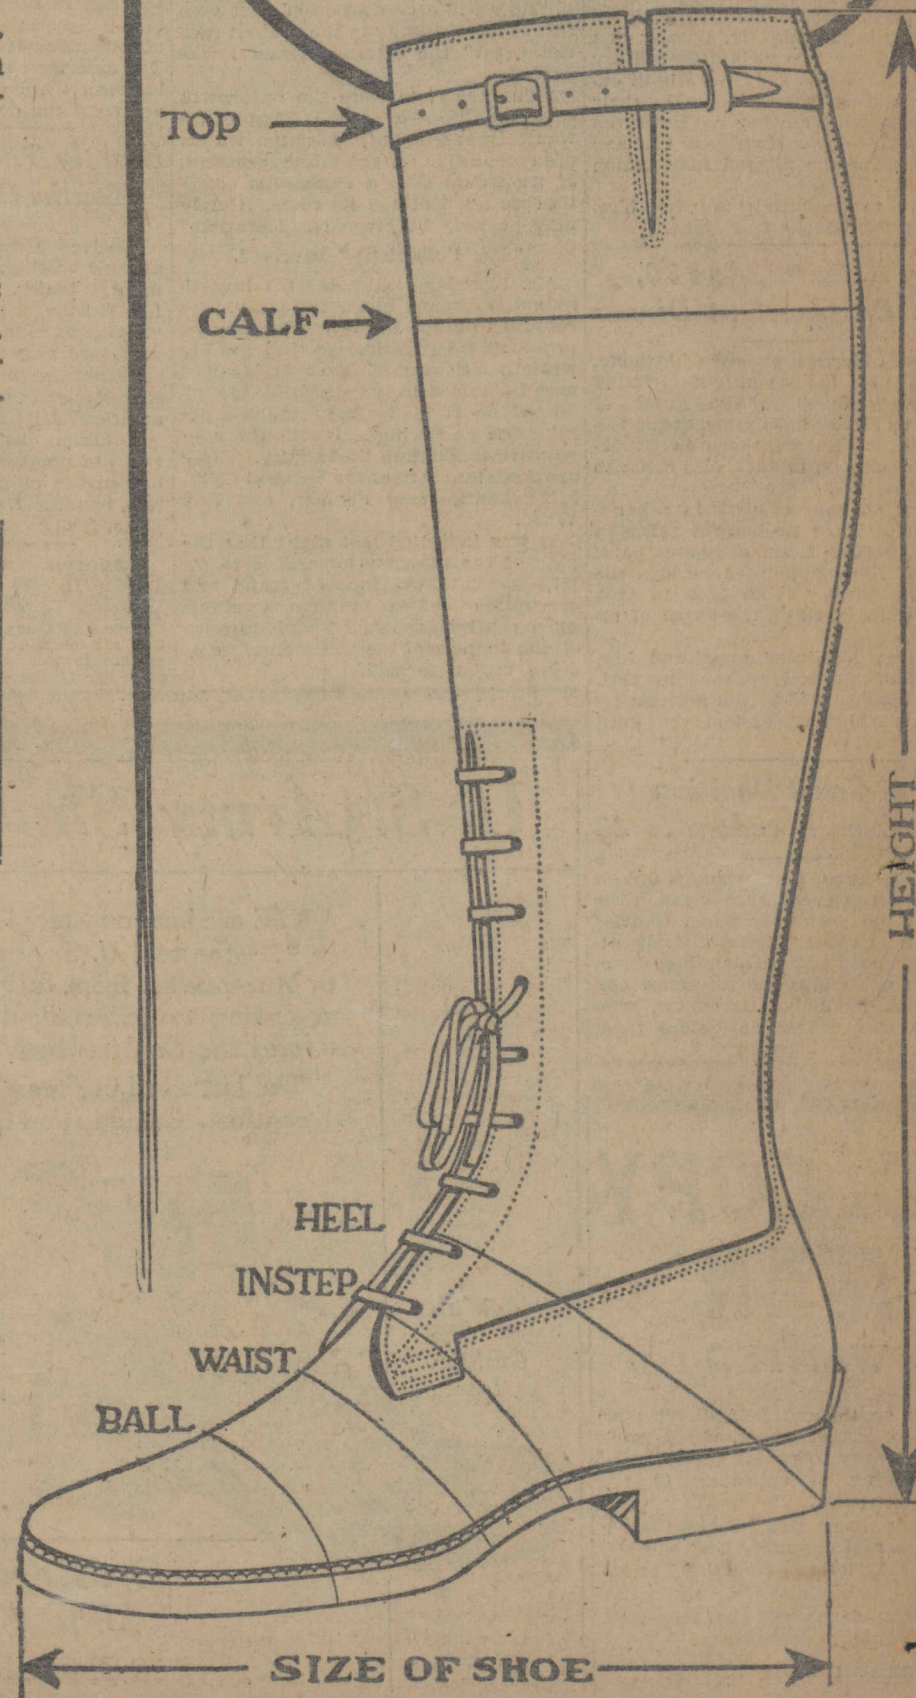 TOP
CALF
HEIGHT
HEEL
INSTEP
WAIST
BALL
SIZE OF SHOE